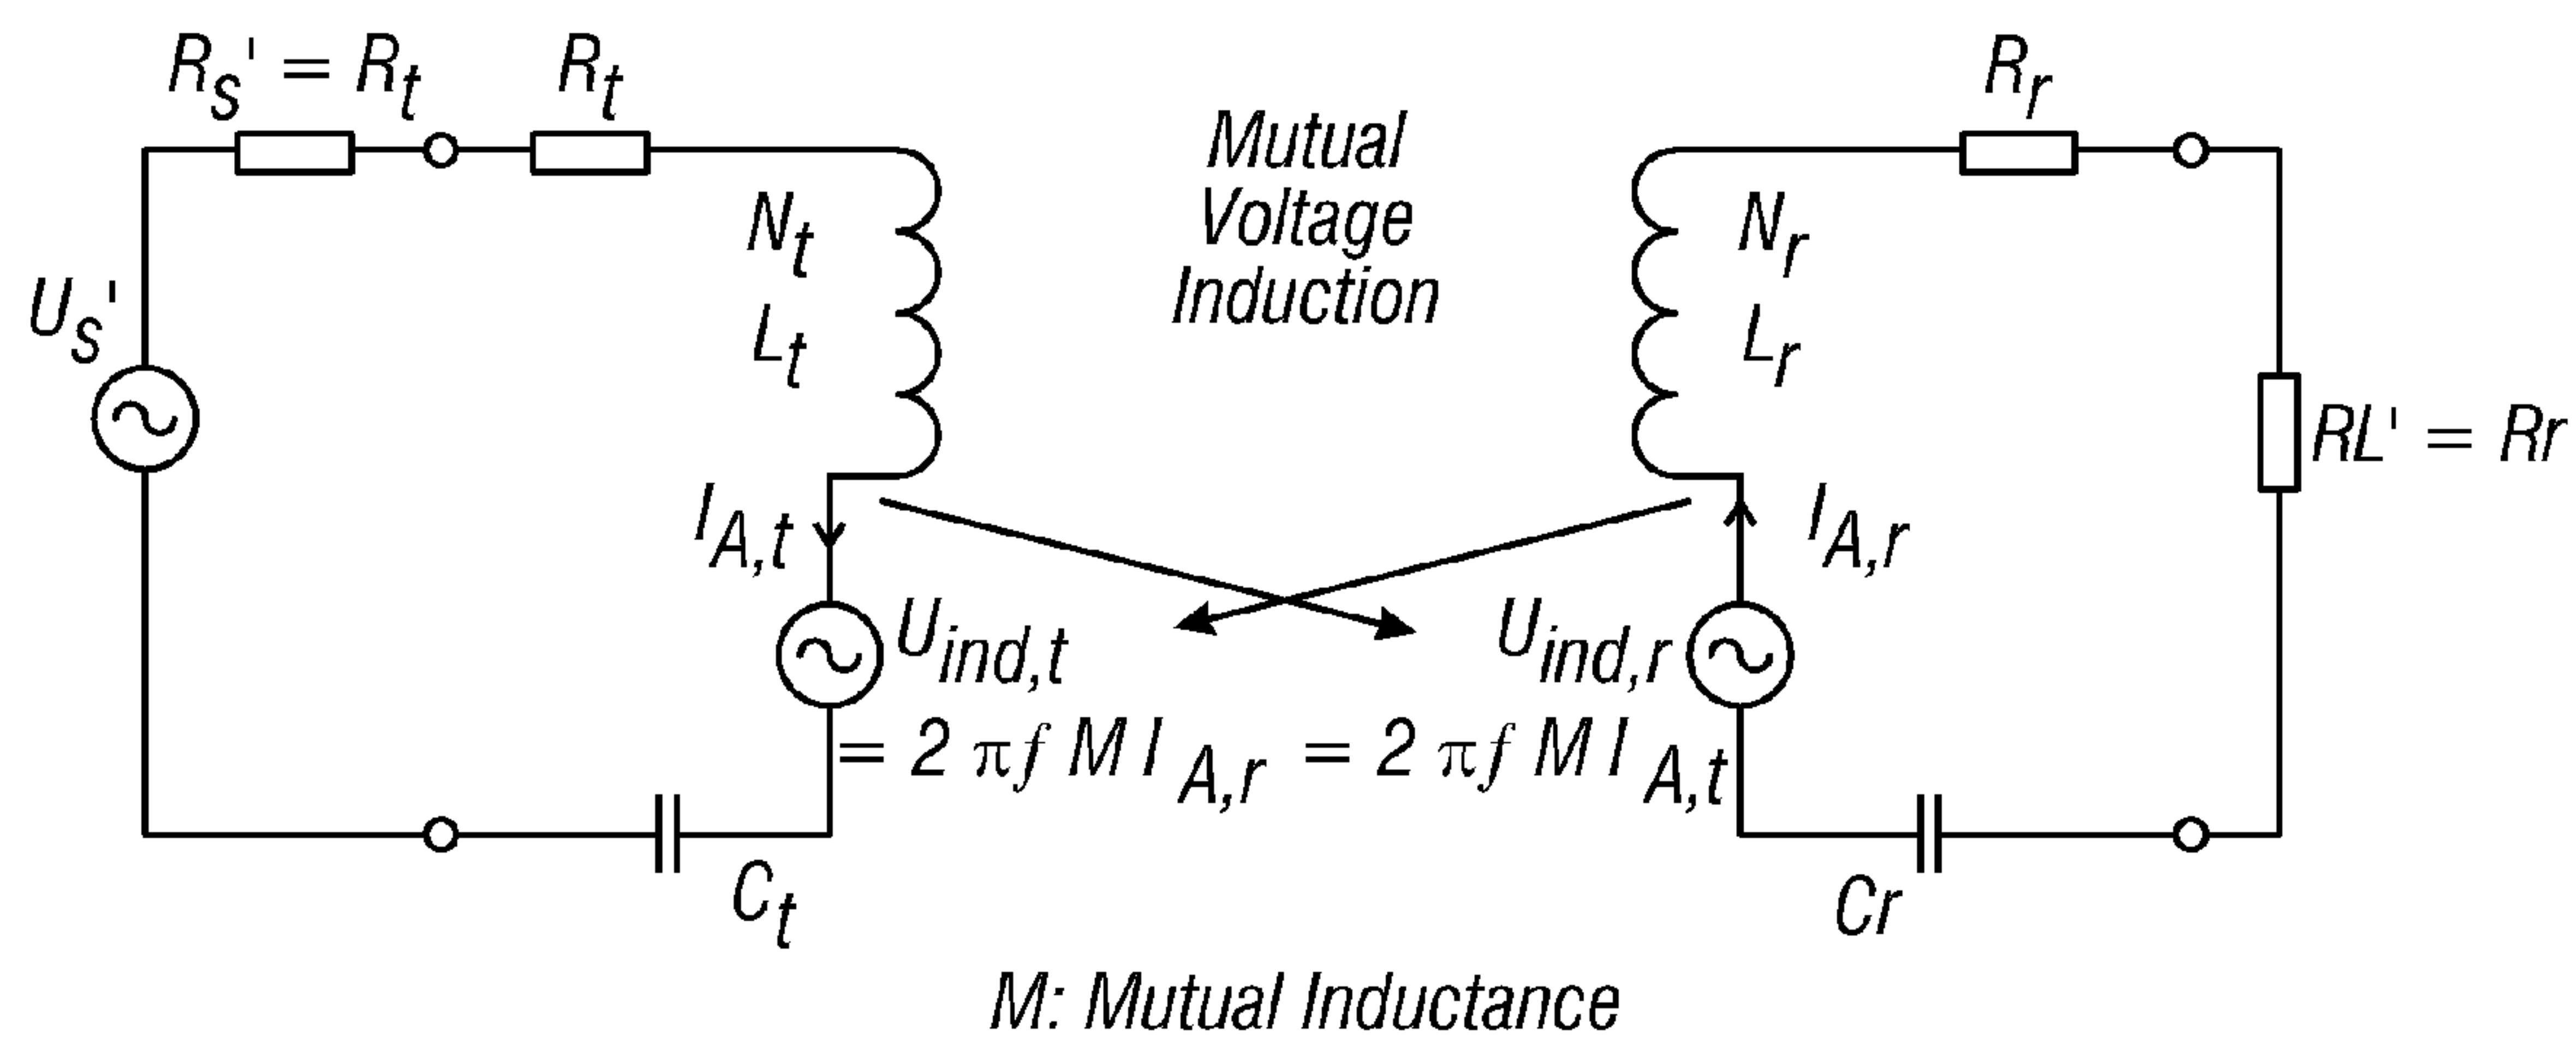 Rs' = Rt
Rt
Rr
Mutual
Voltage
Induction
Nt
Lt
Nr
Lr
Us'
RL' = Rr
IA,t
IA,r
Uind,t
= 2 πf M I A,r
Uind,r
= 2 πf M I A,t
Ct
Cr
M: Mutual Inductance